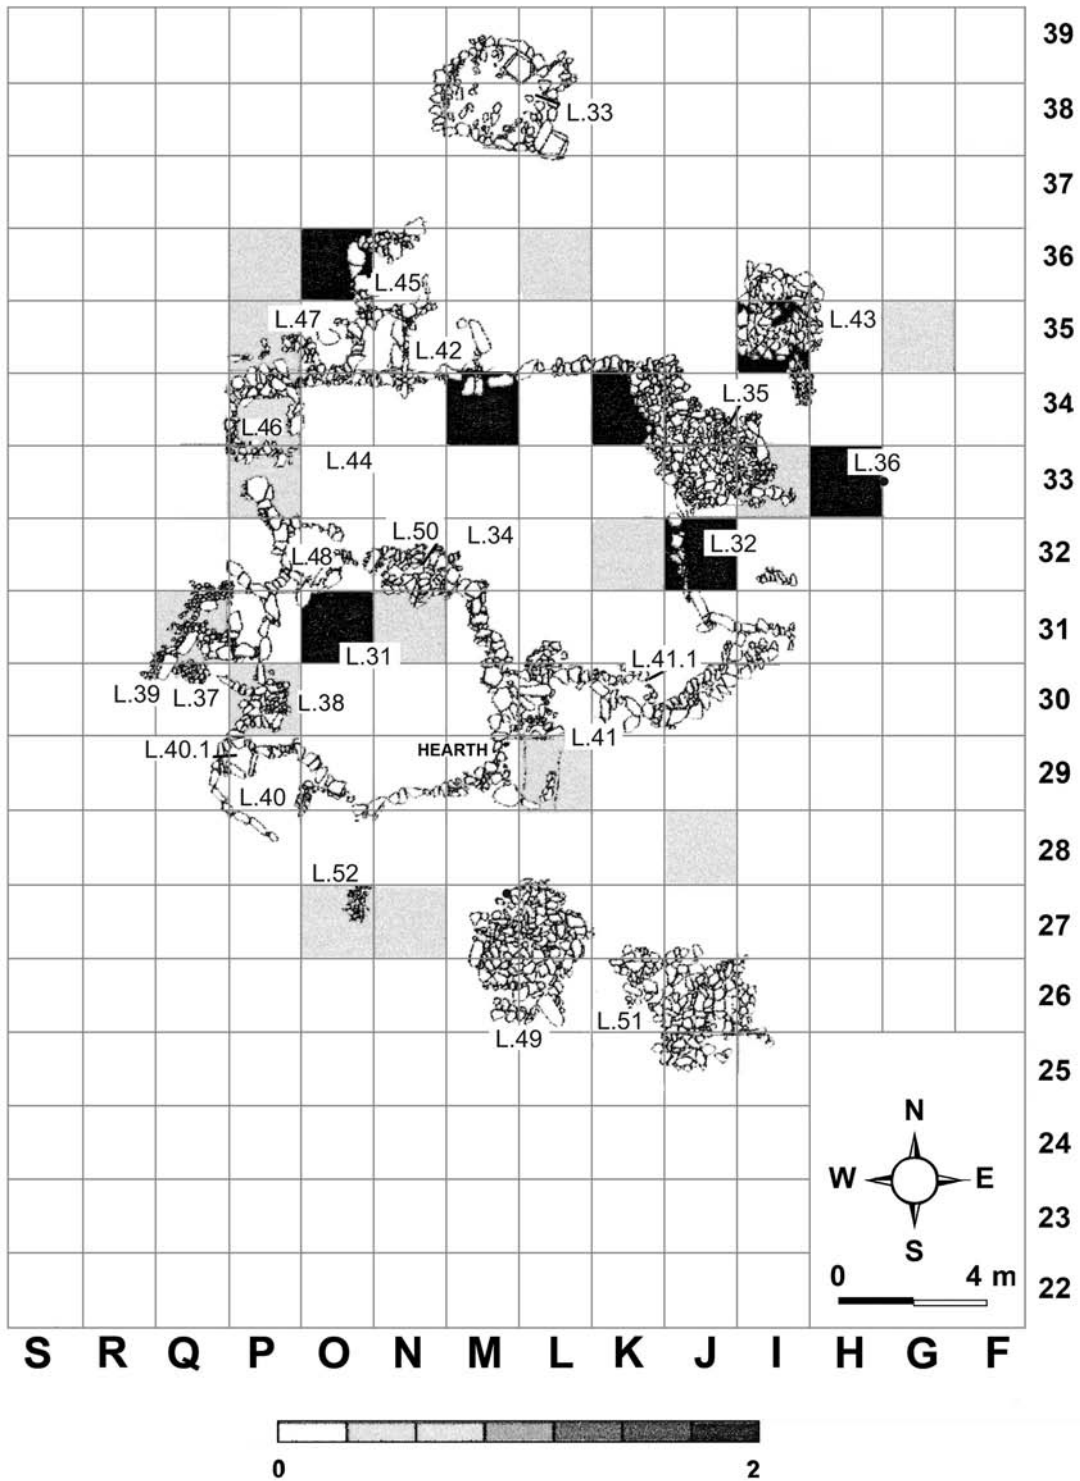 39
L.33
38
37
36
L.45
L.47
L.43
35
L.42
L.35
34
L.46
L.44
L.36
33
L.50
L.34
L.32
L.48
32
31
L.31
L.41.1
L.39
L.37
L.38
30
L.40.1
HEARTH
L.41
29
L.40
28
L.52
27
26
L.51
L.49
25
N
24
W
E
23
S
0
4 m
22
S R Q P O N M L K J I H G F
0
2